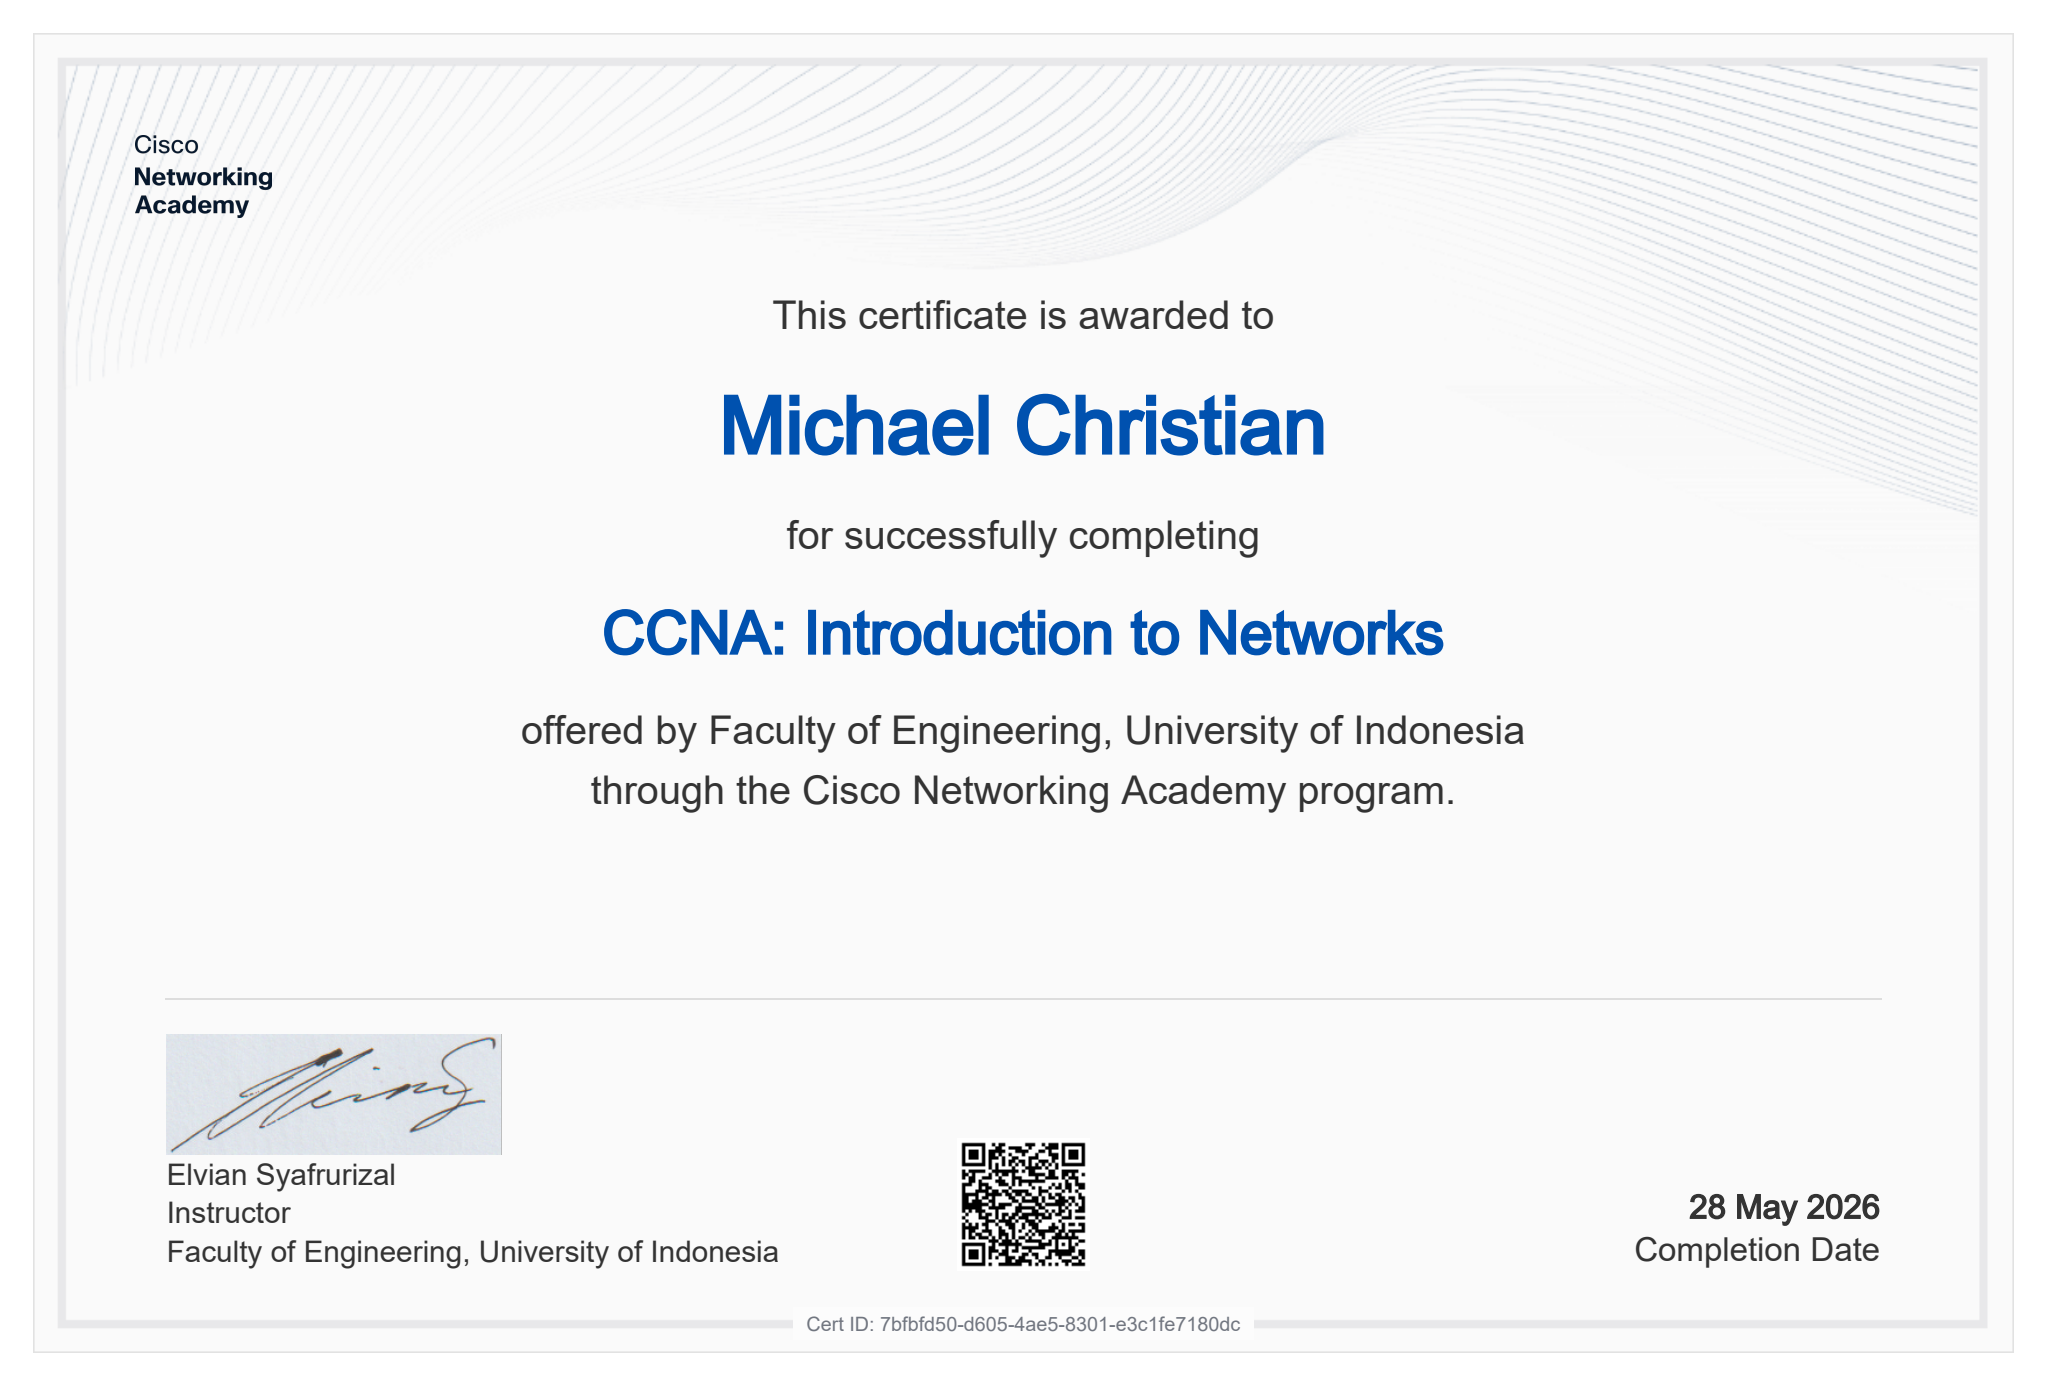 Cisco
Networking
Academy
This certificate is awarded to
Michael Christian
for successfully completing
CCNA: Introduction to Networks
offered by Faculty of Engineering, University of Indonesia
through the Cisco Networking Academy program.
Elvian Syafrurizal
Instructor
Faculty of Engineering, University of Indonesia
28 May 2026
Completion Date
Cert ID: 7bfbfd50-d605-4ae5-8301-e3c1fe7180dc